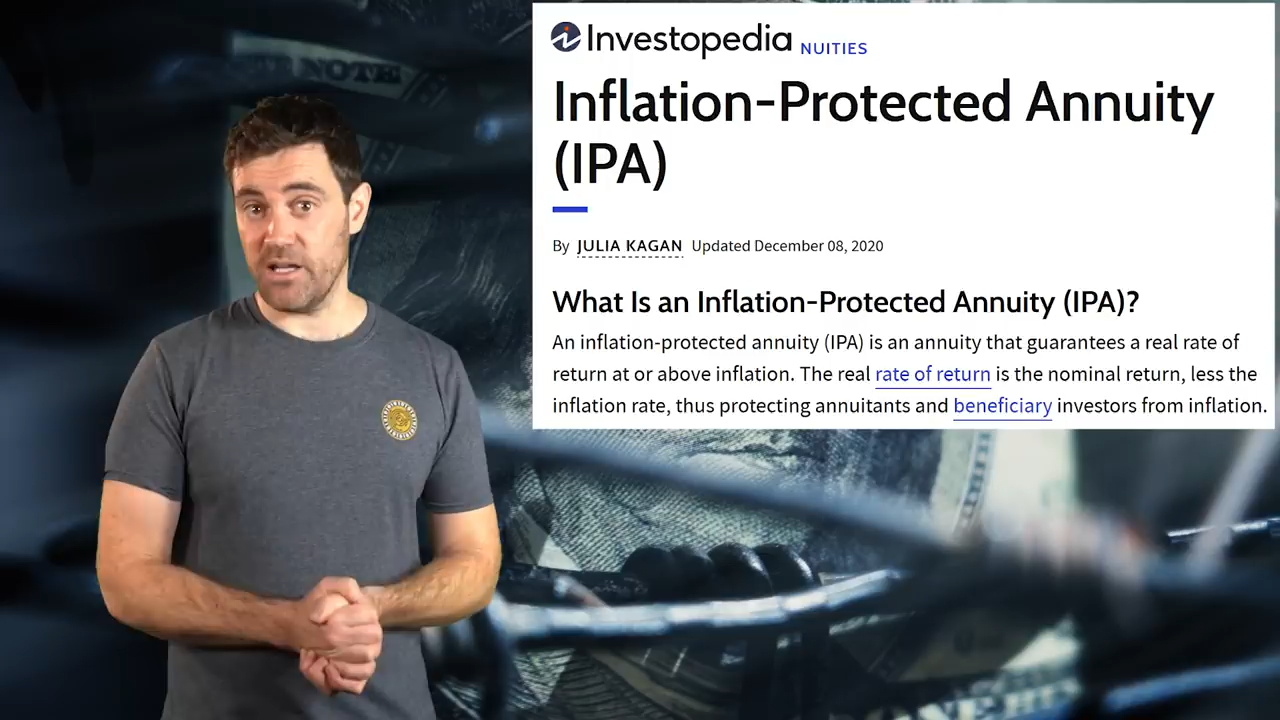 Investopedia NUITIES
Inflation-Protected Annuity
(IPA)
By JULIA KAGAN Updated December 08, 2020
What Is an Inflation-Protected Annuity (IPA)?
An inflation-protected annuity (IPA) is an annuity that guarantees a real rate of
return at or above inflation. The real rate of return is the nominal return, less the
inflation rate, thus protecting annuitants and beneficiary investors from inflation.
NOTE